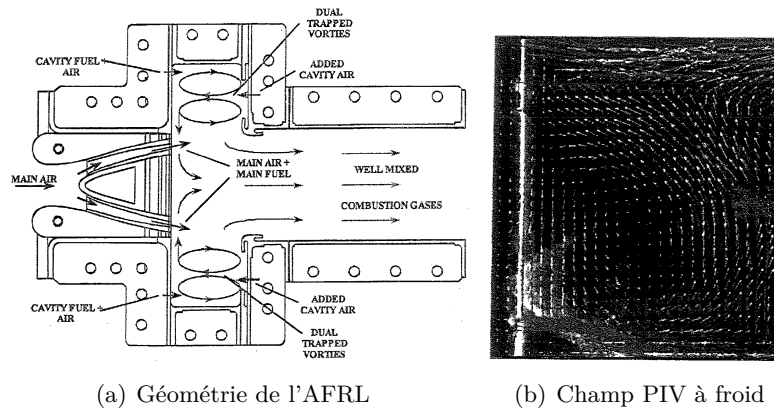 DUAL
TRAPPED
VORTIES
CAVITY FUEL+
AIR
ADDED
CAVITY AIR
MAIN AIR
MAIN AIR +
MAIN FUEL
WELL MIXED
COMBUSTION GASES
CAVITY FUEL+
AIR
ADDED
CAVITY AIR
DUAL
TRAPPED
VORTIES
(a) Géométrie de l'AFRL
(b) Champ PIV à froid